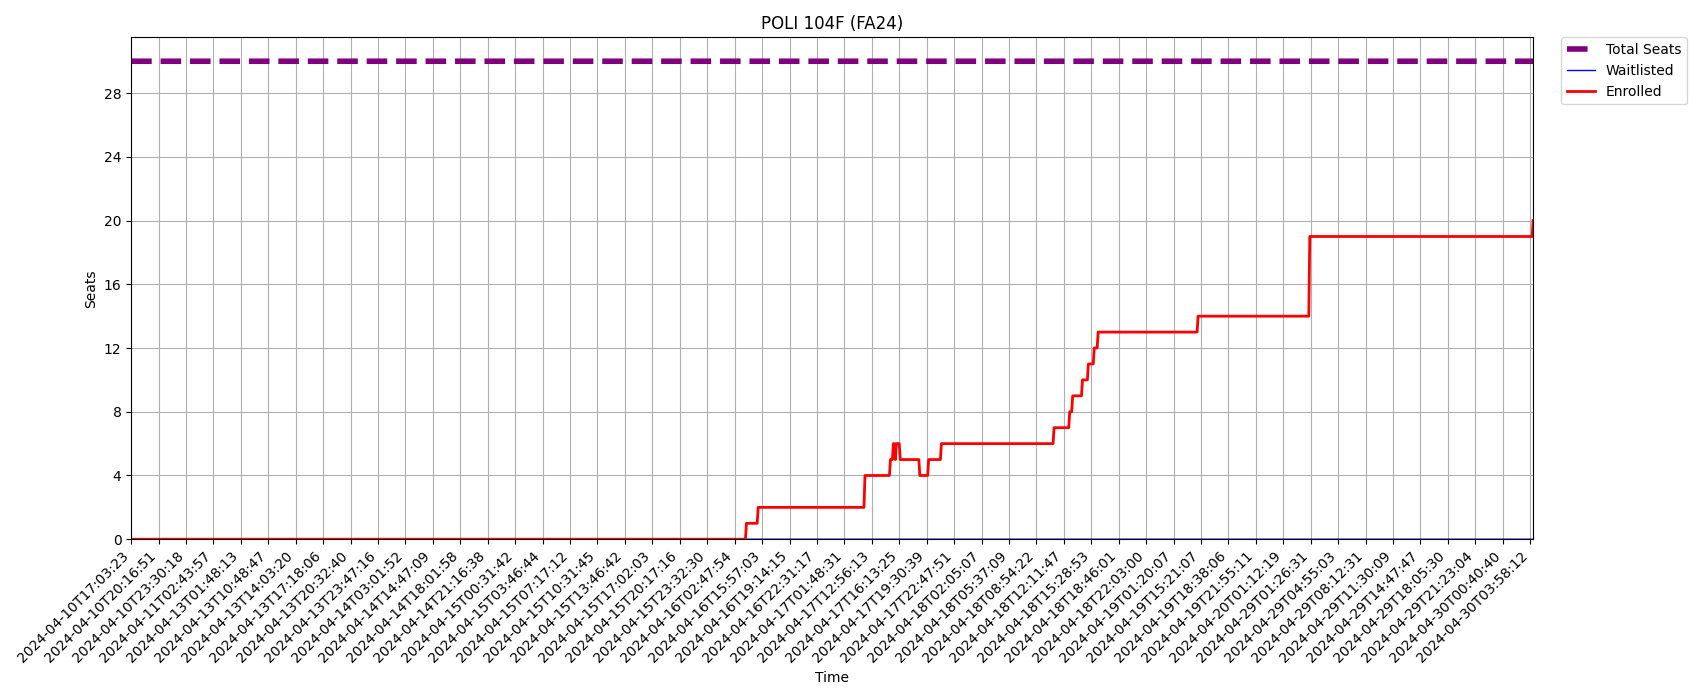 POLI 104F (FA24)
Total Seats
Waitlisted
Enrolled
Seats
28
24
20
16
12
8
4
0
2024-04-10T17:03:23
2024-04-10T20:16:51
2024-04-10T23:30:18
2024-04-11T02:43:57
2024-04-13T01:48:13
2024-04-13T10:48:47
2024-04-13T14:03:20
2024-04-13T17:18:06
2024-04-13T20:32:40
2024-04-13T23:47:16
2024-04-14T03:01:52
2024-04-14T14:47:09
2024-04-14T18:01:58
2024-04-14T21:16:38
2024-04-15T00:31:42
2024-04-15T03:46:44
2024-04-15T07:17:12
2024-04-15T10:31:45
2024-04-15T13:46:42
2024-04-15T17:02:03
2024-04-15T20:17:16
2024-04-15T23:32:30
2024-04-16T02:47:54
2024-04-16T15:57:03
2024-04-16T19:14:15
2024-04-16T22:31:17
2024-04-17T01:48:31
2024-04-17T12:56:13
2024-04-17T16:13:25
2024-04-17T19:30:39
2024-04-17T22:47:51
2024-04-18T02:05:07
2024-04-18T05:37:09
2024-04-18T08:54:22
2024-04-18T12:11:47
2024-04-18T15:28:53
2024-04-18T18:46:01
2024-04-18T22:03:00
2024-04-19T01:20:07
2024-04-19T15:21:07
2024-04-19T18:38:06
2024-04-19T21:55:11
2024-04-20T01:12:19
2024-04-29T01:26:31
2024-04-29T04:55:03
2024-04-29T08:12:31
2024-04-29T11:30:09
2024-04-29T14:47:47
2024-04-29T18:05:30
2024-04-29T21:23:04
2024-04-30T00:40:40
2024-04-30T03:58:12
Time